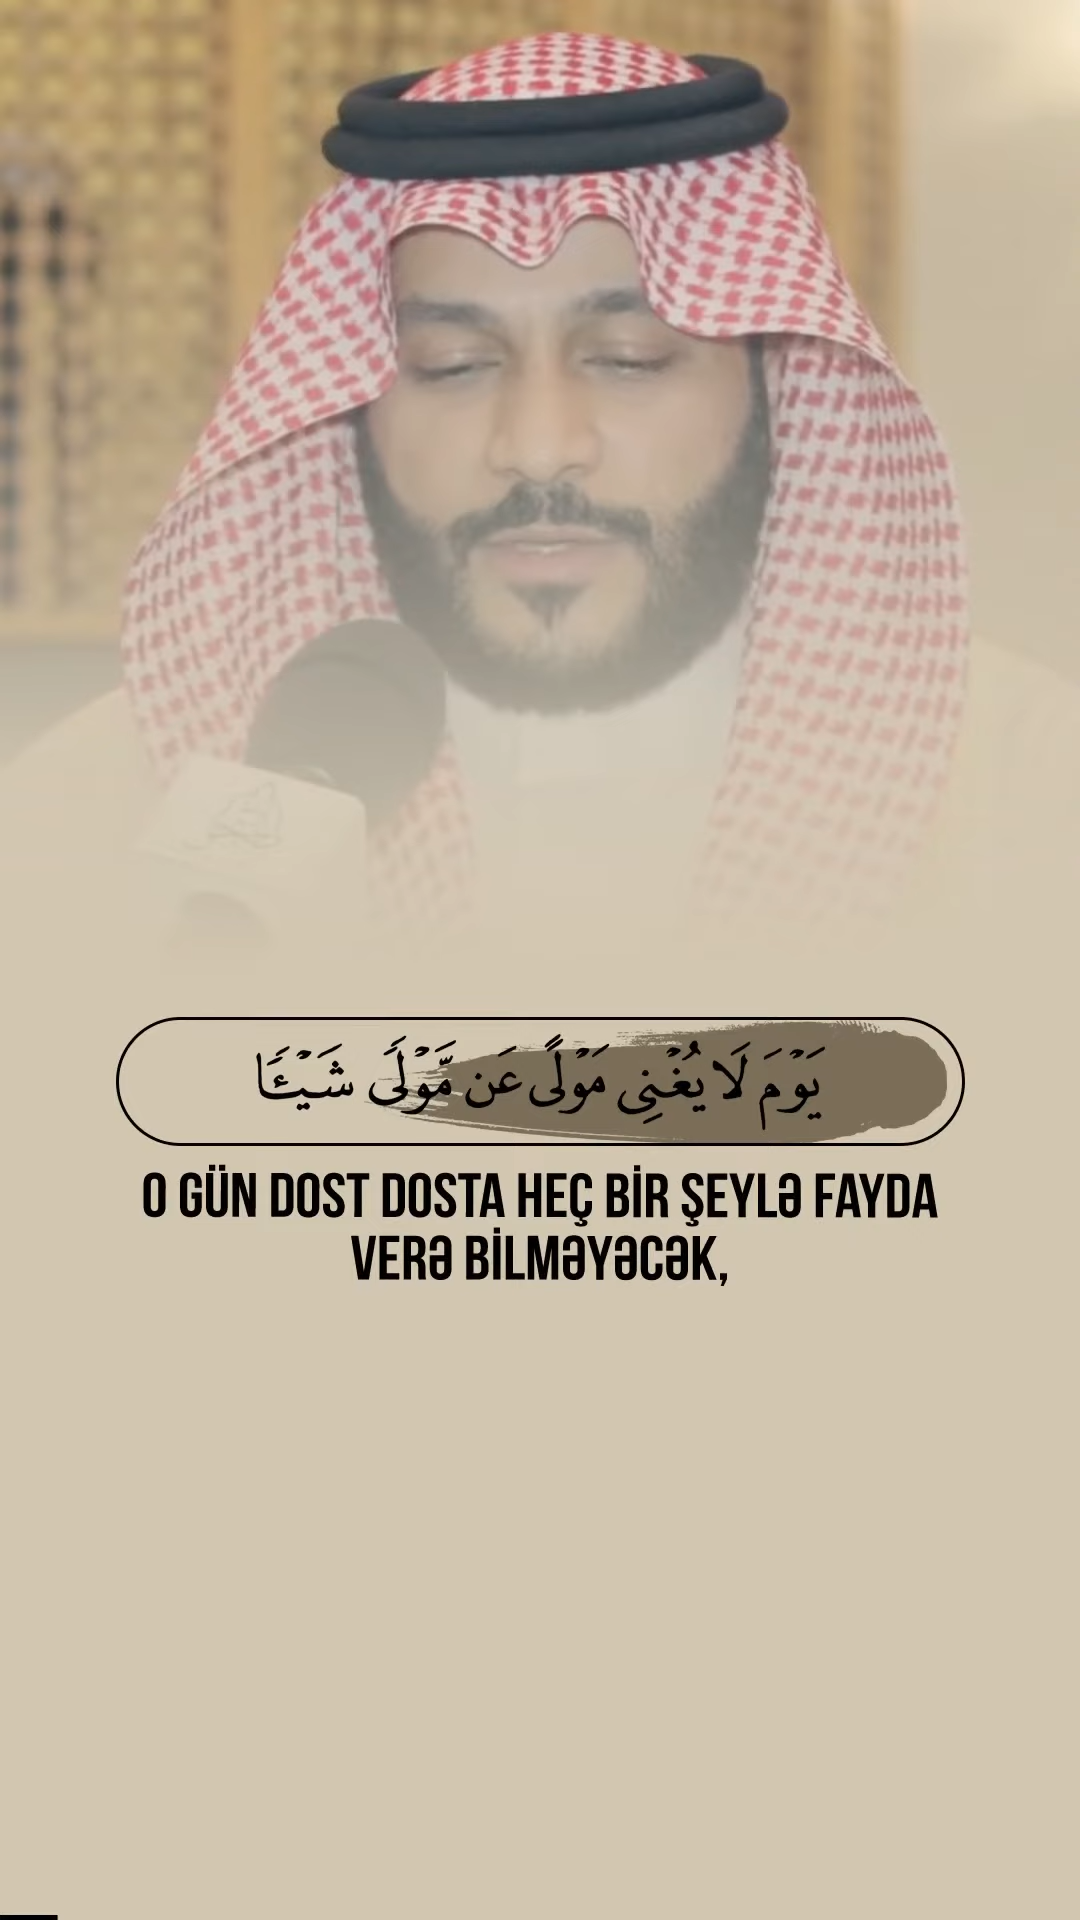 يَوْمَ لَا يُغْنِى مَوْلًى عَن مَّوْلًى شَيْـًٔا
O GÜN DOST DOSTA HEÇ BİR ŞEYLƏ FAYDA
VERƏ BİLMƏYƏCƏK,